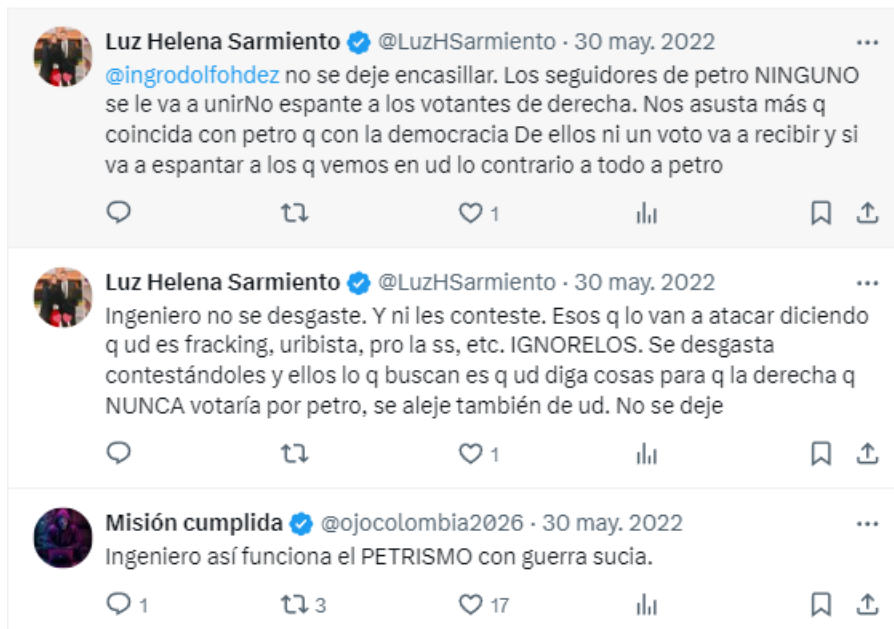 Luz Helena Sarmiento @LuzHSarmiento · 30 may. 2022
@ingrodolfohdez no se deje encasillar. Los seguidores de petro NINGUNO
se le va a unirNo espante a los votantes de derecha. Nos asusta más q
coincida con petro q con la democracia De ellos ni un voto va a recibir y si
va a espantar a los q vemos en ud lo contrario a todo a petro
1
Luz Helena Sarmiento @LuzHSarmiento · 30 may. 2022
Ingeniero no se desgaste. Y ni les conteste. Esos q lo van a atacar diciendo
q ud es fracking, uribista, pro la ss, etc. IGNORELOS. Se desgasta
contestándoles y ellos lo q buscan es q ud diga cosas para q la derecha q
NUNCA votaría por petro, se aleje también de ud. No se deje
1
Misión cumplida @ojocolombia2026 · 30 may. 2022
Ingeniero así funciona el PETRISMO con guerra sucia.
1 3 17